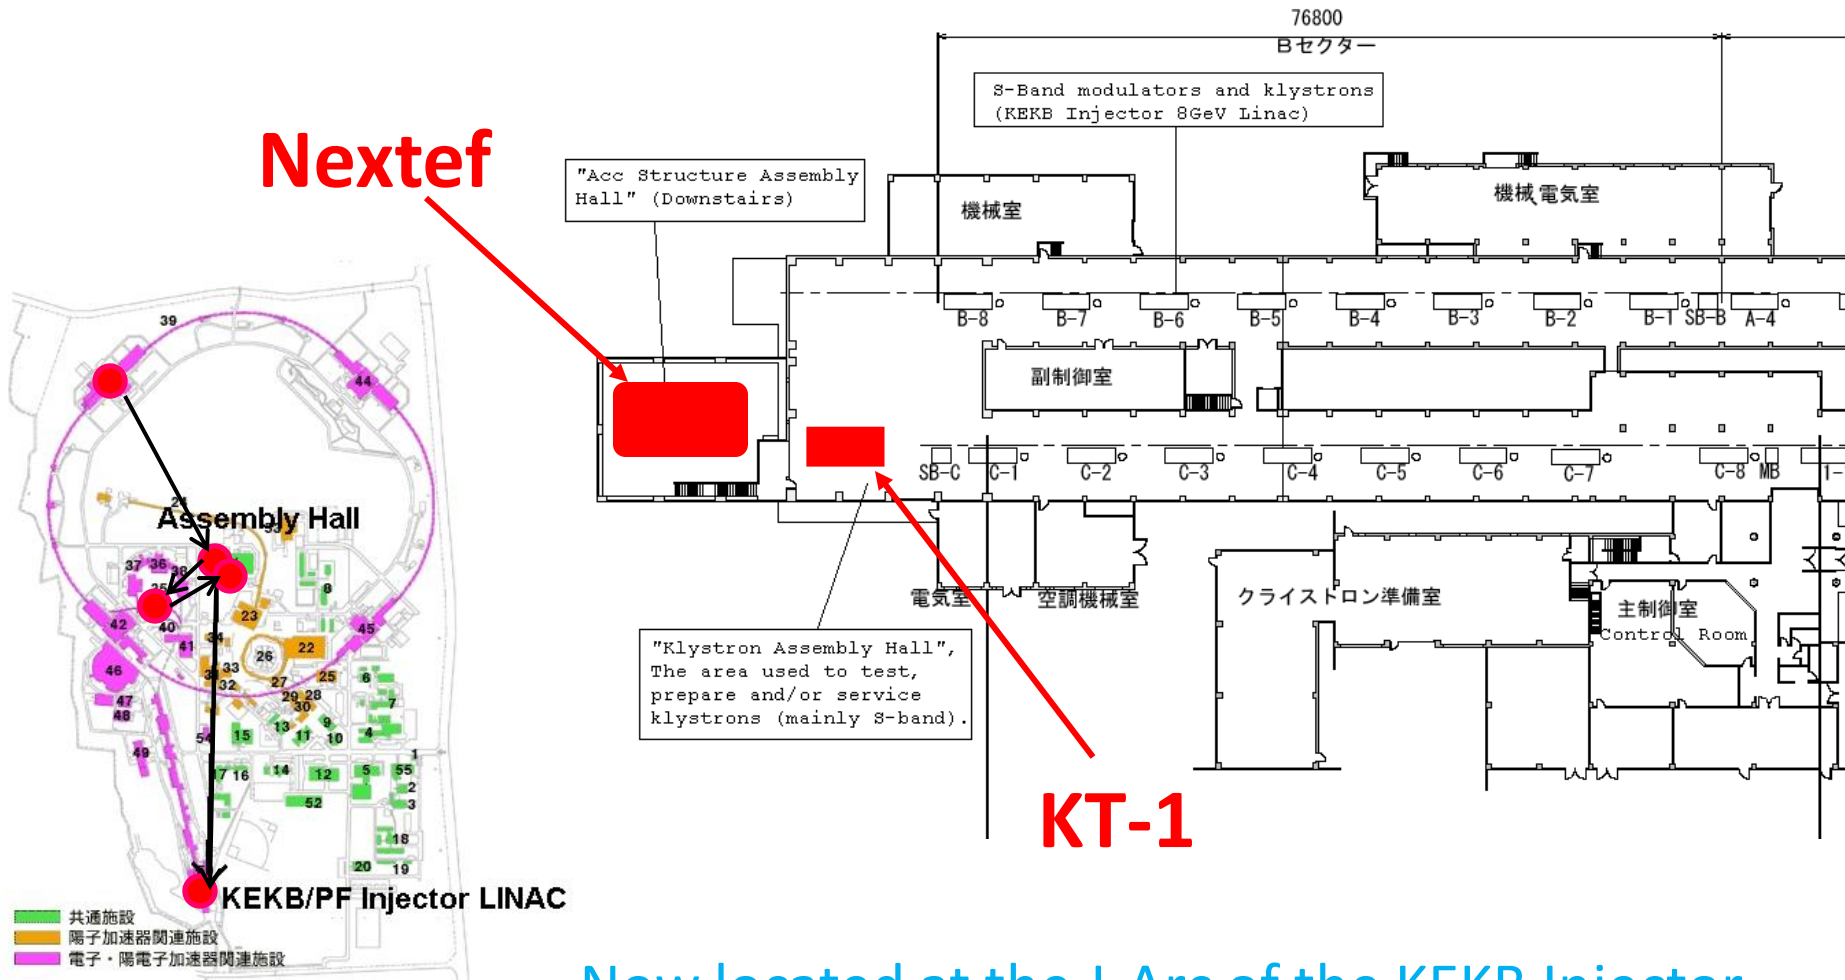 76800
Bセクター
S-Band modulators and klystrons
(KEKB Injector 8GeV Linac)
Nextef
"Acc Structure Assembly
Hall" (Downstairs)
機械室
機械、電気室
B-8
B-7
B-6
B-5
B-4
B-3
B-2
B-1
SB-B
A-4
副制御室
SB-C
C-1
C-2
C-3
C-4
C-5
C-6
C-7
C-8
MB
1-
電気室
空調機械室
クライストロン準備室
主制御室
Control Room
"Klystron Assembly Hall",
The area used to test,
prepare and/or service
klystrons (mainly S-band).
KT-1
39
44
Assembly Hall
37
36
38
8
23
42
40
45
34
41
22
26
46
33
32
27
25
6
47
48
29
28
30
7
13
9
54
15
11
10
4
49
1
17
16
14
12
5
55
2
52
3
18
20
19
KEKB/PF Injector LINAC
共通施設
陽子加速器関連施設
電子・陽電子加速器関連施設